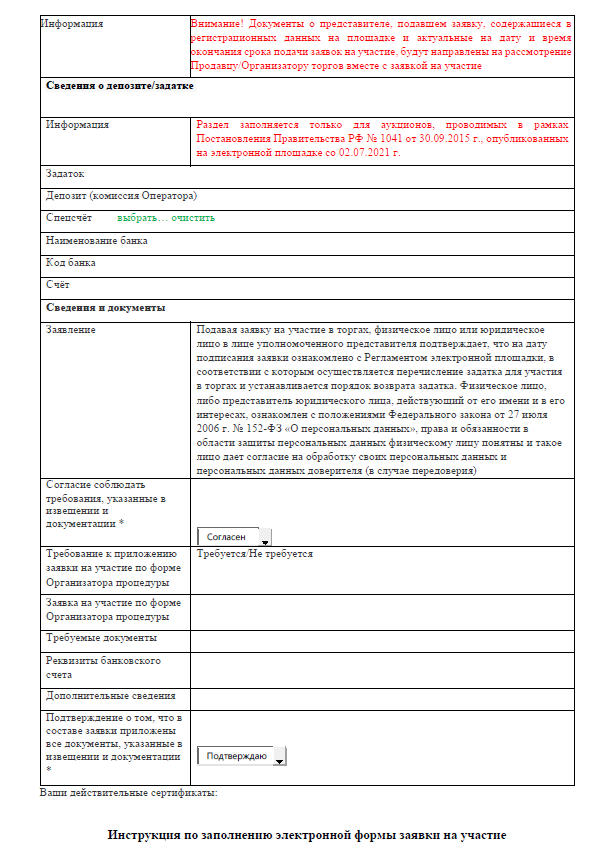 Информация
Внимание! Документы о представителе, подавшем заявку, содержащиеся в
регистрационных данных на площадке и актуальные на дату и время
окончания срока подачи заявок на участие, будут направлены на рассмотрение
Продавцу/Организатору торгов вместе с заявкой на участие
Сведения о депозите/задатке
Информация
Раздел заполняется только для аукционов, проводимых в рамках
Постановления Правительства РФ № 1041 от 30.09.2015 г., опубликованных
на электронной площадке со 02.07.2021 г.
Задаток
Депозит (комиссия Оператора)
Спецсчёт выбрать… очистить
Наименование банка
Код банка
Счёт
Сведения и документы
Заявление
Подавая заявку на участие в торгах, физическое лицо или юридическое
лицо в лице уполномоченного представителя подтверждает, что на дату
подписания заявки ознакомлено с Регламентом электронной площадки, в
соответствии с которым осуществляется перечисление задатка для участия
в торгах и устанавливается порядок возврата задатка. Физическое лицо,
либо представитель юридического лица, действующий от его имени и в его
интересах, ознакомлен с положениями Федерального закона от 27 июля
2006 г. № 152-ФЗ «О персональных данных», права и обязанности в
области защиты персональных данных физическому лицу понятны и такое
лицо дает согласие на обработку своих персональных данных и
персональных данных доверителя (в случае передоверия)
Согласие соблюдать
требования, указанные в
извещении и
документации *
Согласен
Требование к приложению
заявки на участие по форме
Организатора процедуры
Требуется/Не требуется
Заявка на участие по форме
Организатора процедуры
Требуемые документы
Реквизиты банковского
счета
Дополнительные сведения
Подтверждение о том, что в
составе заявки приложены
все документы, указанные в
извещении и документации
*
Подтверждаю
Ваши действительные сертификаты:
Инструкция по заполнению электронной формы заявки на участие